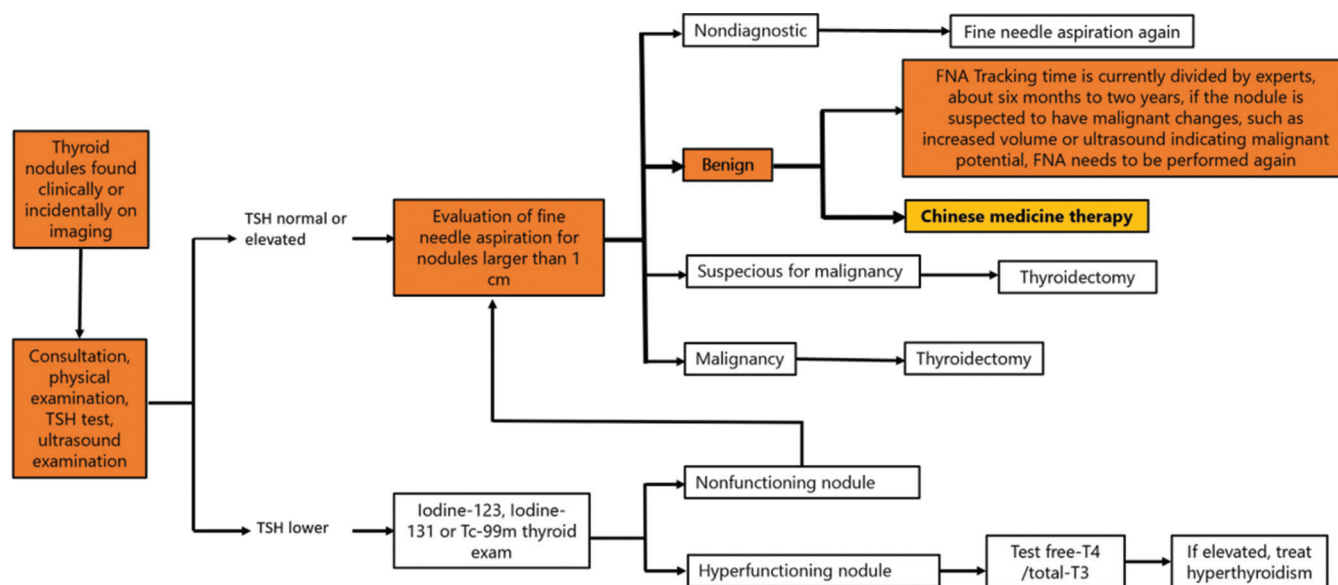 Thyroid
nodules found
clinically or
incidentally on
imaging
Consultation,
physical
examination,
TSH test,
ultrasound
examination
TSH normal or
elevated
Evaluation of fine
needle aspiration for
nodules larger than 1
cm
Nondiagnostic
Fine needle aspiration again
Benign
FNA Tracking time is currently divided by experts,
about six months to two years, if the nodule is
suspected to have malignant changes, such as
increased volume or ultrasound indicating malignant
potential, FNA needs to be performed again
Chinese medicine therapy
Suspecious for malignancy
Thyroidectomy
Malignancy
Thyroidectomy
TSH lower
Iodine-123, Iodine-
131 or Tc-99m thyroid
exam
Nonfunctioning nodule
Hyperfunctioning nodule
Test free-T4
/total-T3
If elevated, treat
hyperthyroidism